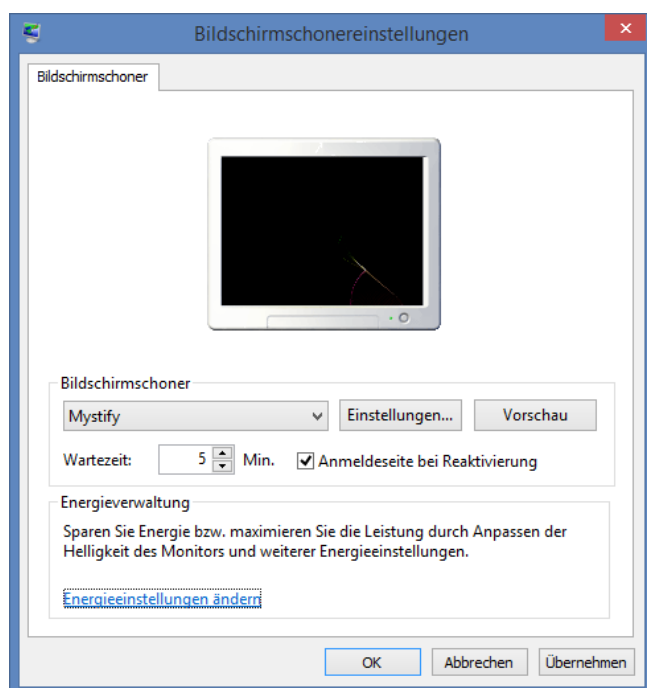 Bildschirmschonereinstellungen
Bildschirmschoner
Bildschirmschoner
Mystify
Einstellungen...
Vorschau
Wartezeit: 5 Min. Anmeldeseite bei Reaktivierung
Energieverwaltung
Sparen Sie Energie bzw. maximieren Sie die Leistung durch Anpassen der
Helligkeit des Monitors und weiterer Energieeinstellungen.
Energieeinstellungen ändern
OK
Abbrechen
Übernehmen